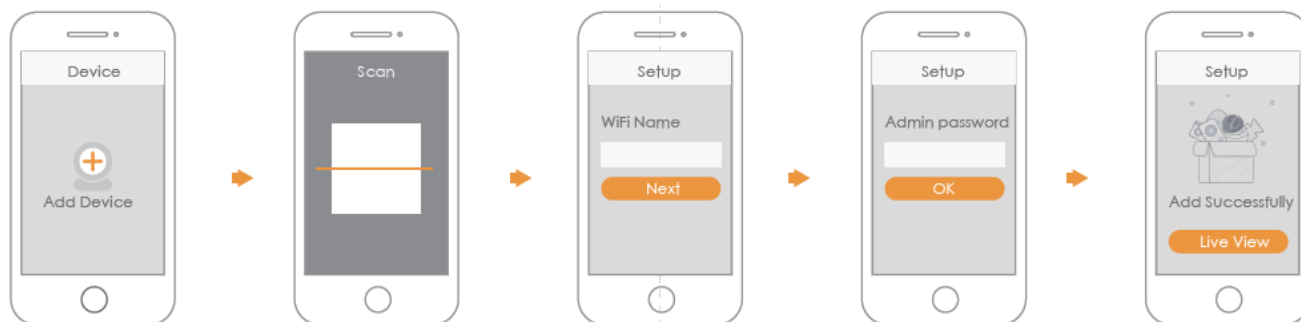 Device
Add Device
Scan
Setup
WiFi Name
Next
Setup
Admin password
OK
Setup
Add Successfully
Live View